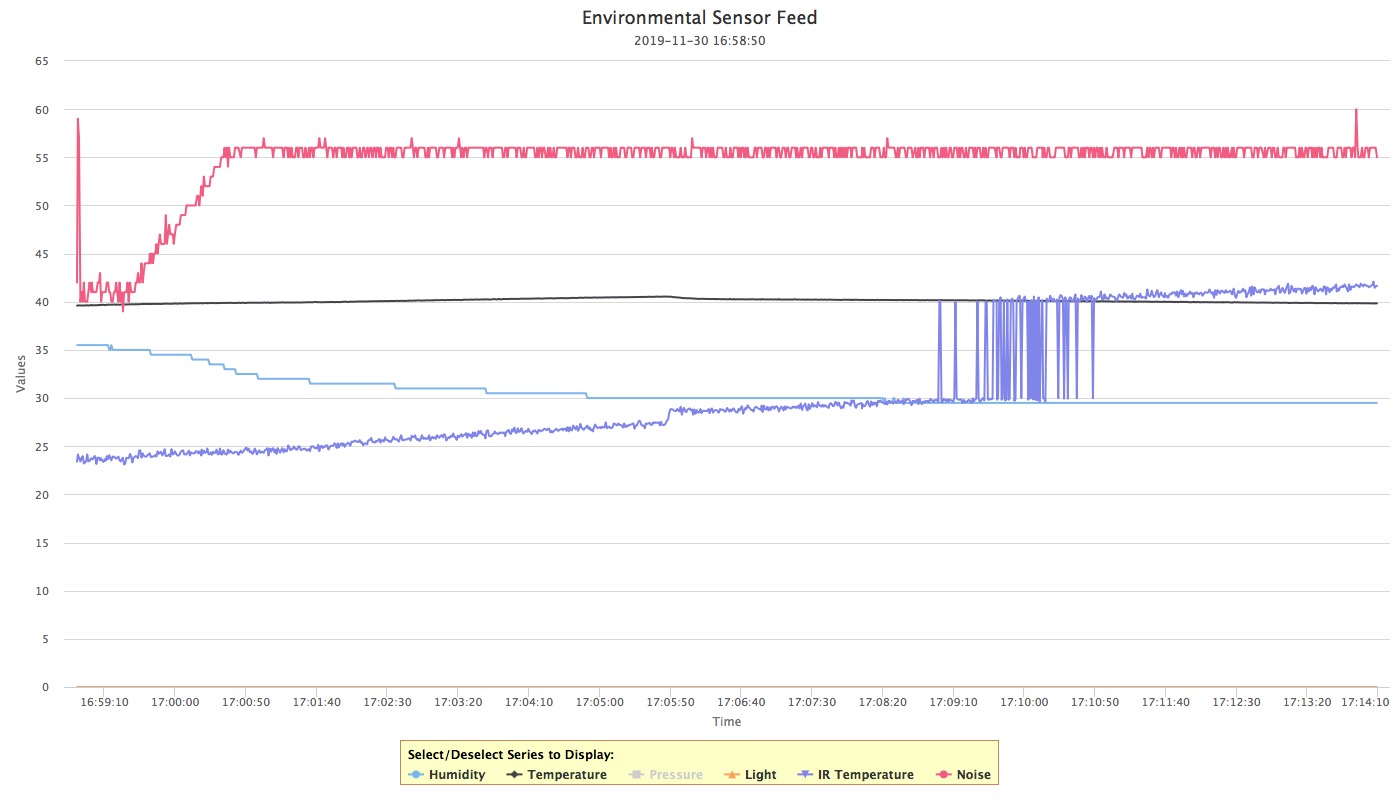 Environmental Sensor Feed
2019-11-30 16:58:50
65
60
55
50
45
40
35
30
25
20
15
10
5
0
Values
16:59:10 17:00:00 17:00:50 17:01:40 17:02:30 17:03:20 17:04:10 17:05:00 17:05:50 17:06:40 17:07:30 17:08:20 17:09:10 17:10:00 17:10:50 17:11:40 17:12:30 17:13:20 17:14:10
Time
Select/Deselect Series to Display:
Humidity Temperature Pressure Light IR Temperature Noise